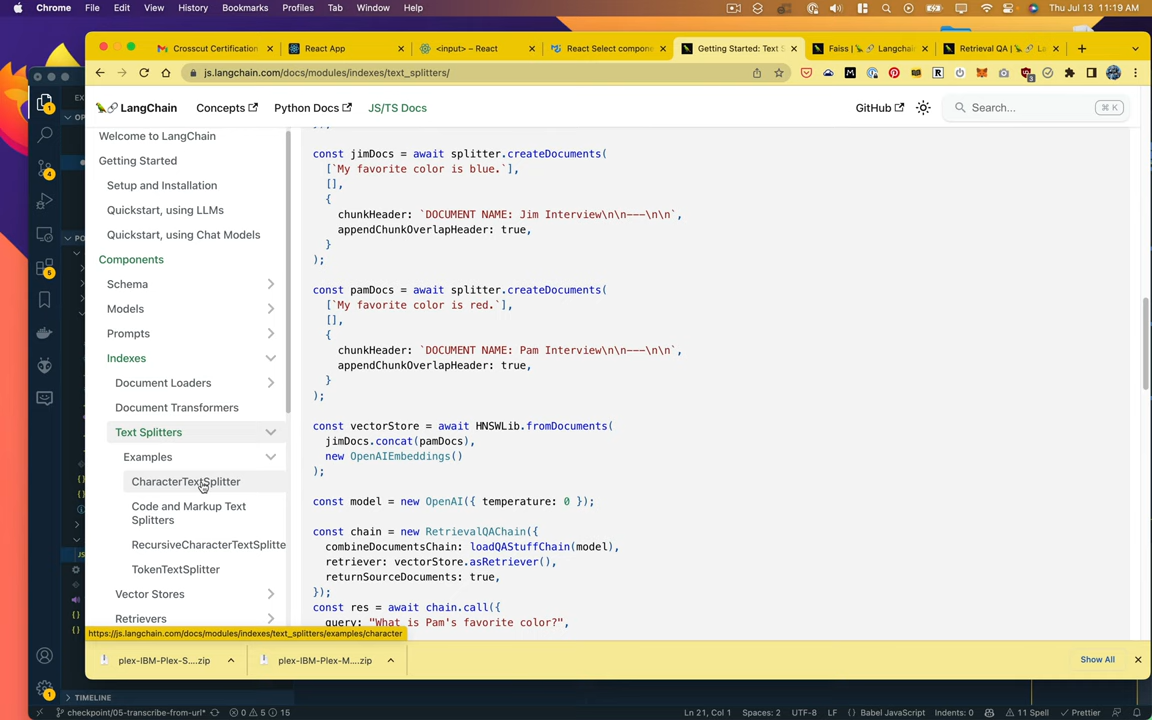 Chrome File Edit View History Bookmarks Profiles Tab Window Help Thu Jul 13 11:19 AM
Crosscut Certification
React App
<input> – React
React Select compone
Getting Started: Text S
Faiss | Langchain
Retrieval QA | La
js.langchain.com/docs/modules/indexes/text_splitters/
LangChain Concepts Python Docs JS/TS Docs GitHub Search... ⌘ K
Welcome to LangChain
Getting Started
Setup and Installation
Quickstart, using LLMs
Quickstart, using Chat Models
Components
Schema
Models
Prompts
Indexes
Document Loaders
Document Transformers
Text Splitters
Examples
CharacterTextSplitter
Code and Markup Text
Splitters
RecursiveCharacterTextSplitte
TokenTextSplitter
Vector Stores
Retrievers
const jimDocs = await splitter.createDocuments(
[`My favorite color is blue.`],
[],
{
chunkHeader: `DOCUMENT NAME: Jim Interview\n\n---\n\n`,
appendChunkOverlapHeader: true,
}
);
const pamDocs = await splitter.createDocuments(
[`My favorite color is red.`],
[],
{
chunkHeader: `DOCUMENT NAME: Pam Interview\n\n---\n\n`,
appendChunkOverlapHeader: true,
}
);
const vectorStore = await HNSWLib.fromDocuments(
jimDocs.concat(pamDocs),
new OpenAIEmbeddings()
);
const model = new OpenAI({ temperature: 0 });
const chain = new RetrievalQAChain({
combineDocumentsChain: loadQAStuffChain(model),
retriever: vectorStore.asRetriever(),
returnSourceDocuments: true,
});
const res = await chain.call({
query: "What is Pam's favorite color?",
https://js.langchain.com/docs/modules/indexes/text_splitters/examples/character
plex-IBM-Plex-S....zip
plex-IBM-Plex-M....zip
Show All
TIMELINE
checkpoint/05-transcribe-from-url* 0 5 15 Ln 21, Col 1 Spaces: 2 UTF-8 LF {} Babel JavaScript Indents: 0 11 Spell Prettier